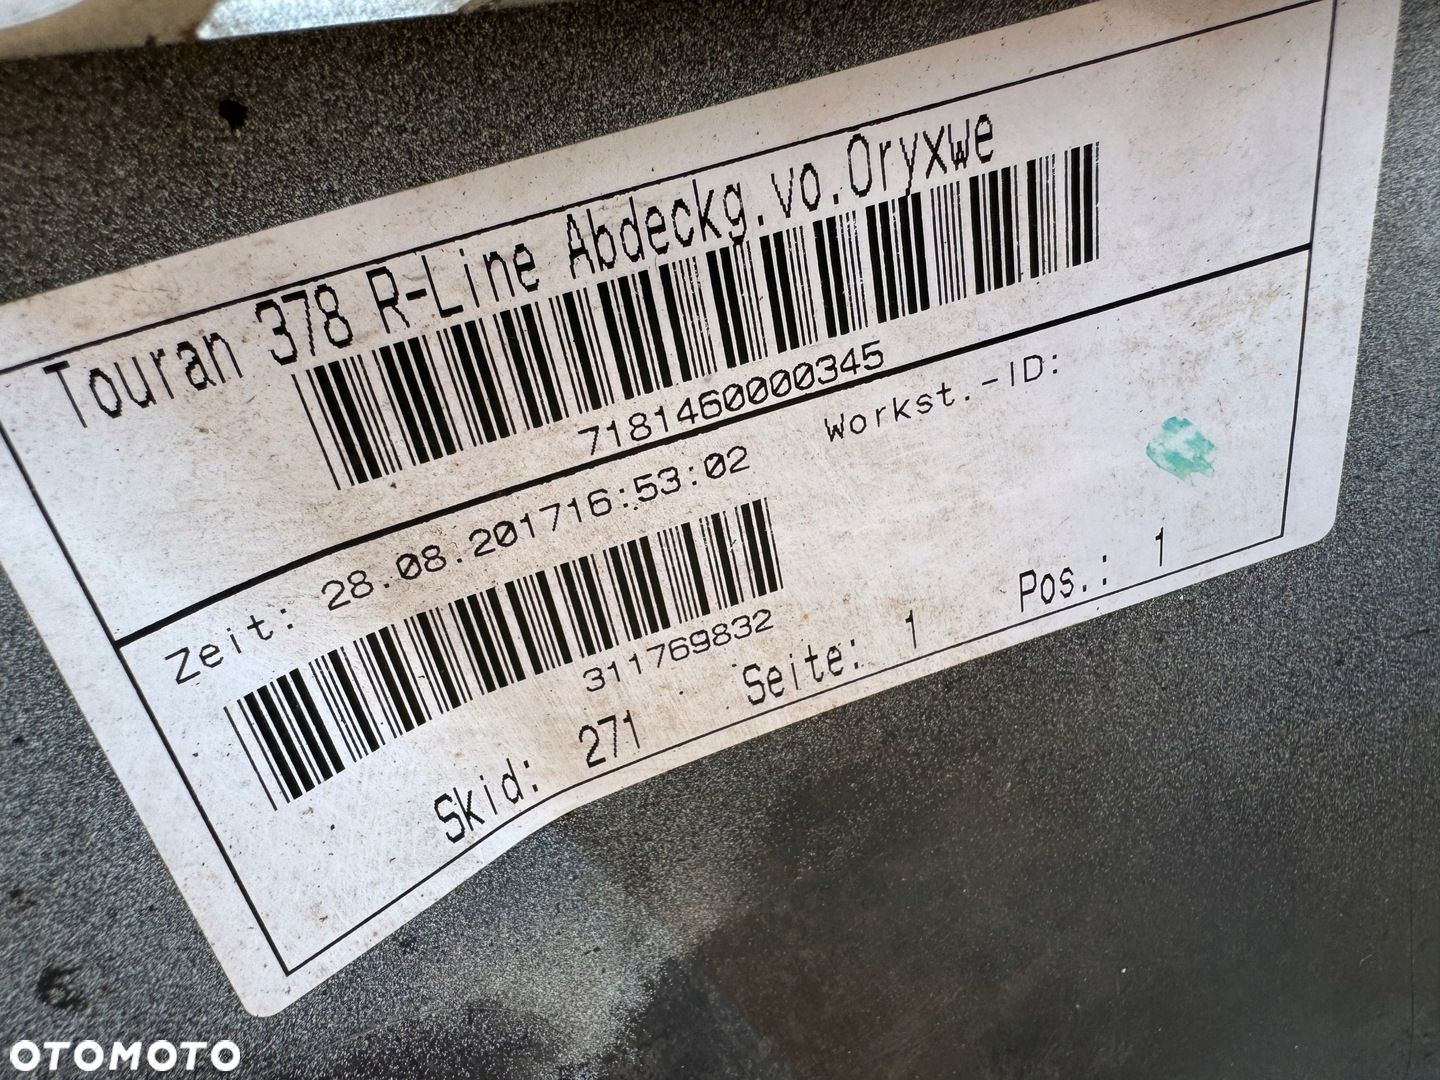 Touran 378 R-Line Abdeckg.vo.Oryxwe
7181460000345
Zeit: 28.08.201716:53:02 Workst.-ID:
311769832
Skid: 271 Seite: 1 Pos.: 1
OTOMOTO